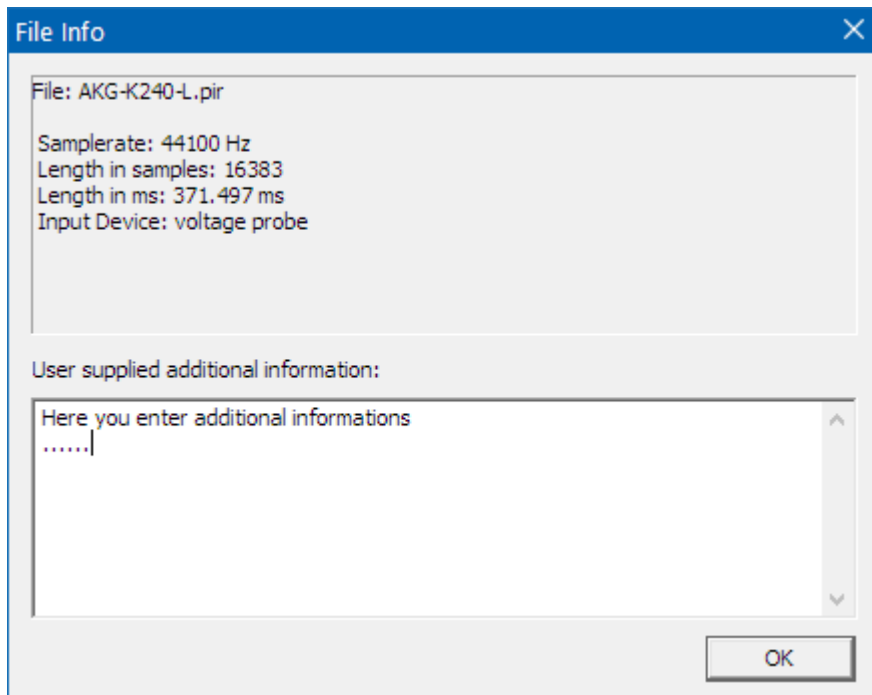 File Info
File: AKG-K240-L.pir
Samplerate: 44100 Hz
Length in samples: 16383
Length in ms: 371.497 ms
Input Device: voltage probe
User supplied additional information:
Here you enter additional informations
......
OK